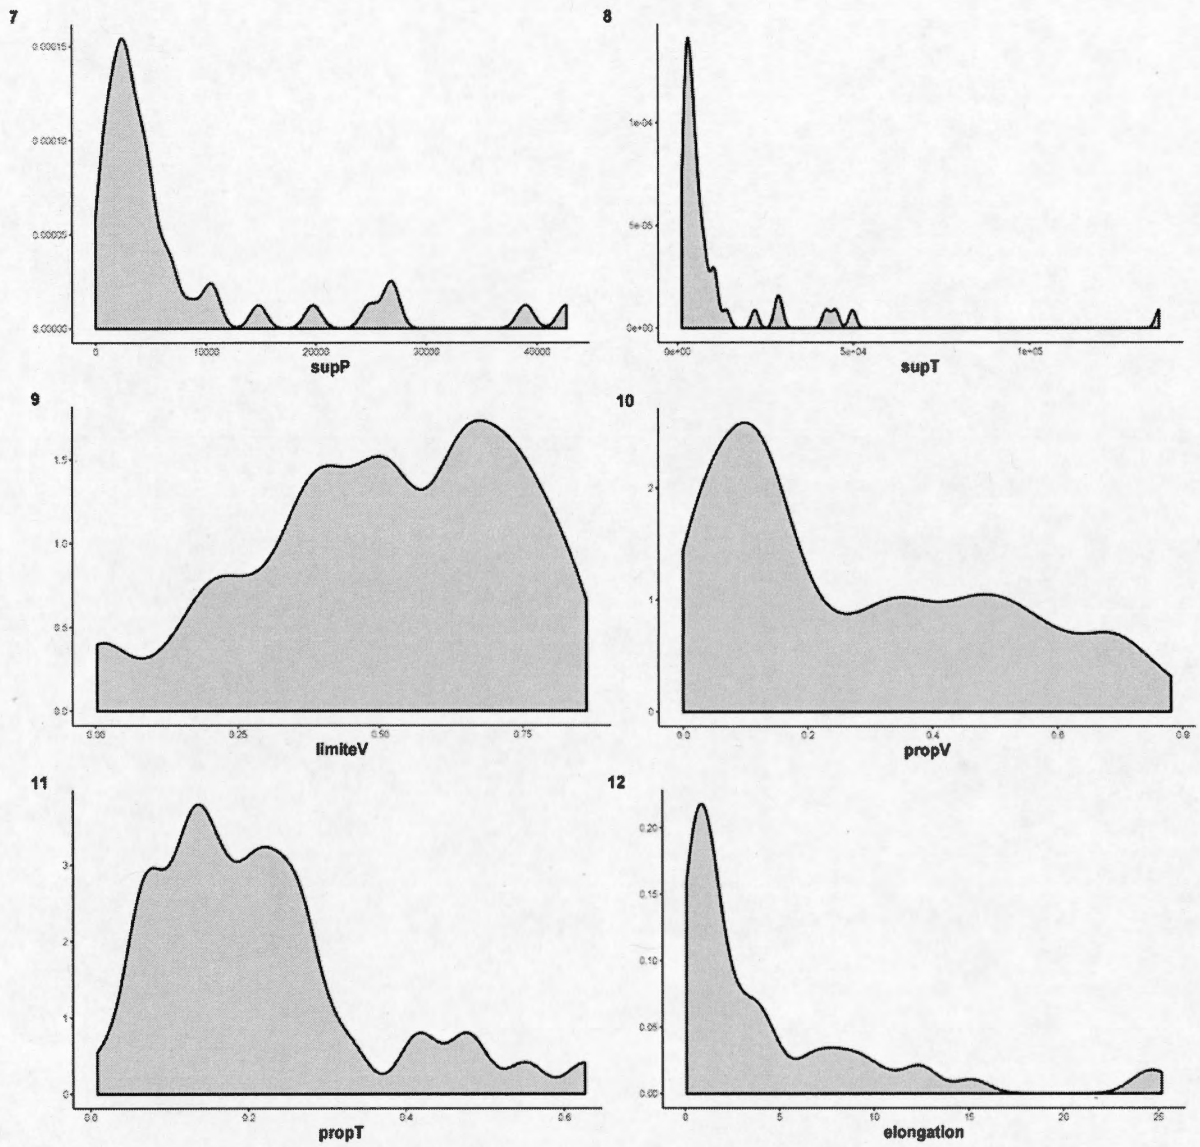 7
0.00015
0.00010
0.00005
0.00000
0 10000 20000 30000 40000
supP
8
1e-04
5e-05
0e+00
0e+00 5e+04 1e+05
supT
9
1.5
1.0
0.5
0.0
0.00 0.25 0.50 0.75
limiteV
10
2
1
0
0.0 0.2 0.4 0.6 0.8
propV
11
3
2
1
0
0.0 0.2 0.4 0.6
propT
12
0.20
0.15
0.10
0.05
0.00
0 5 10 15 20 25
elongation